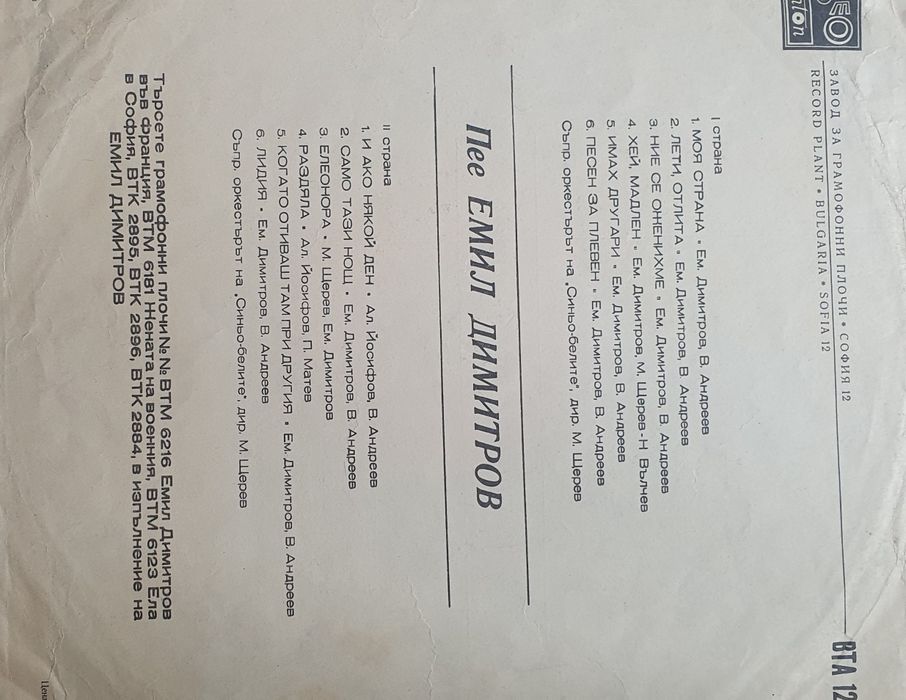 ЗАВОД ЗА ГРАМОФОННИ ПЛОЧИ • СОФИЯ 12
RECORD PLANT • BULGARIA • SOFIA 12
ВТА 12
I страна
1. МОЯ СТРАНА • Ем. Димитров, В. Андреев
2. ЛЕТИ, ОТЛИТА • Ем. Димитров, В. Андреев
3. НИЕ СЕ ОЖЕНИХМЕ • Ем. Димитров, В. Андреев
4. ХЕЙ, МАДЛЕН • Ем. Димитров, М. Щерев - Н. Вълчев
5. ИМАХ ДРУГАРИ • Ем. Димитров, В. Андреев
6. ПЕСЕН ЗА ПЛЕВЕН • Ем. Димитров, В. Андреев
Съпр. оркестърът на „Синьо-белите“, дир. М. Щерев
Пее ЕМИЛ ДИМИТРОВ
II страна
1. И АКО НЯКОЙ ДЕН • Ал. Йосифов, В. Андреев
2. САМО ТАЗИ НОЩ • Ем. Димитров, В. Андреев
3. ЕЛЕОНОРА • М. Щерев, Ем. Димитров
4. РАЗДЯЛА • Ал. Йосифов, П. Матев
5. КОГАТО ОТИВАШ ТАМ ПРИ ДРУГИЯ • Ем. Димитров, В. Андреев
6. ЛИДИЯ • Ем. Димитров, В. Андреев
Съпр. оркестърът на „Синьо-белите“, дир. М. Щерев
Търсете грамофонни плочи №№ ВТМ 6216 Емил Димитров
във франция, ВТМ 6181 Жената на военния, ВТМ 6123 Ела
в София, ВТК 2895, ВТК 2896, ВТК 2884, в изпълнение на
ЕМИЛ ДИМИТРОВ